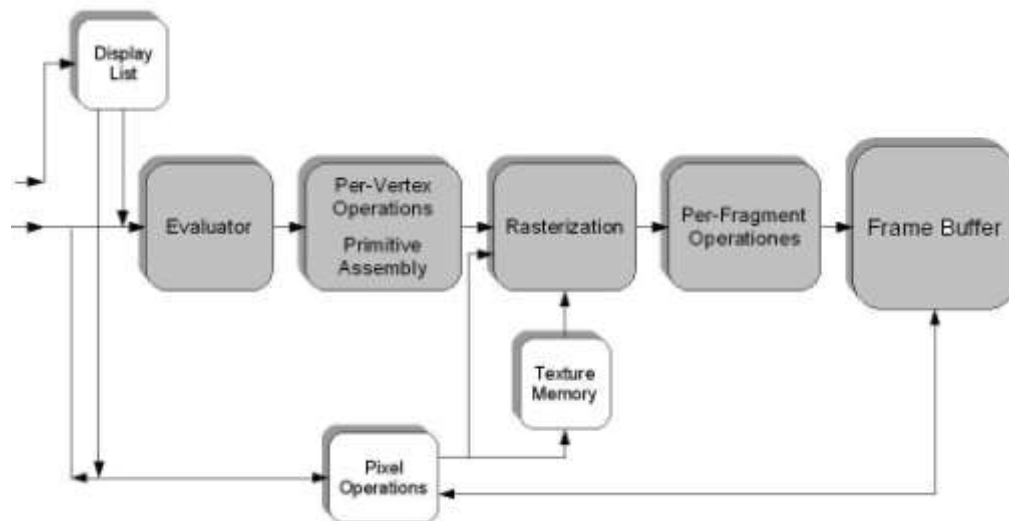 Display
List
Evaluator
Per-Vertex
Operations
Primitive
Assembly
Rasterization
Per-Fragment
Operationes
Frame Buffer
Texture
Memory
Pixel
Operations